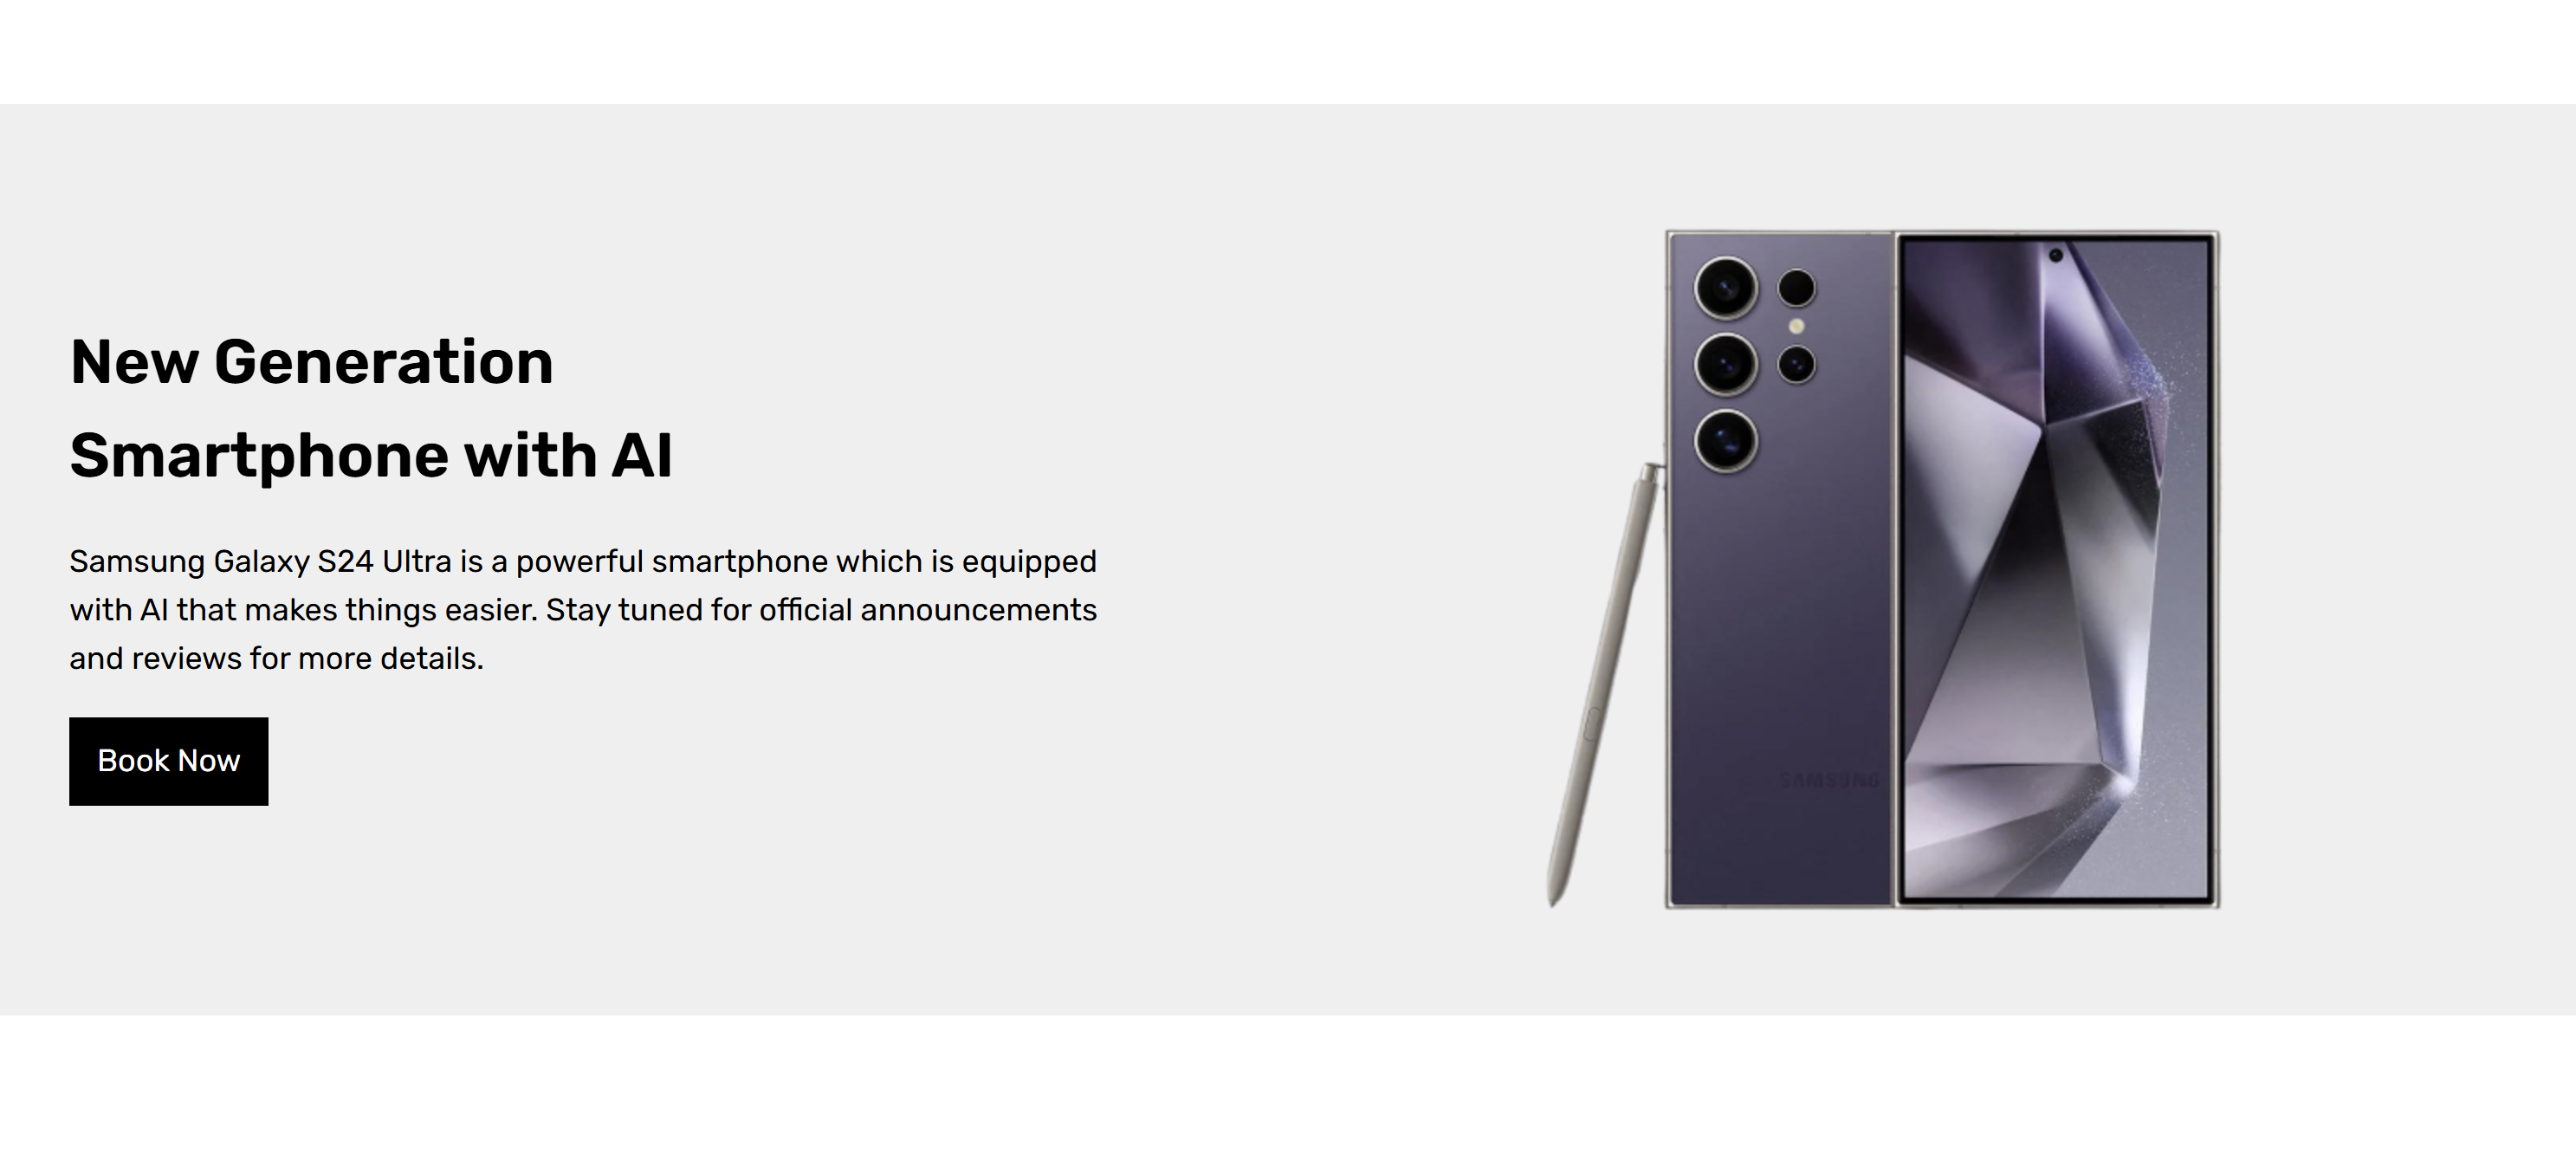 New Generation
Smartphone with AI
Samsung Galaxy S24 Ultra is a powerful smartphone which is equipped
with AI that makes things easier. Stay tuned for official announcements
and reviews for more details.
Book Now
SAMSUNG